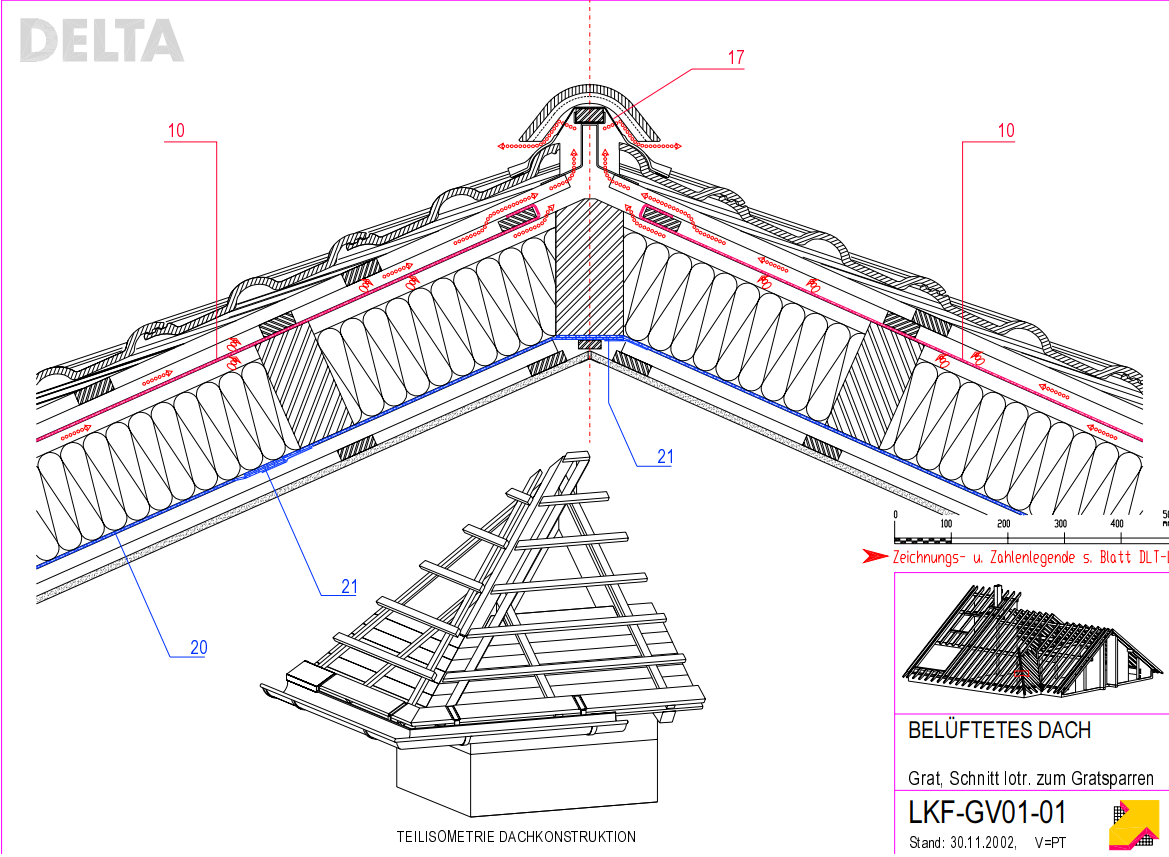 DELTA
17
10
10
21
21
20
0 100 200 300 400
Zeichnungs- u. Zahlenlegende s. Blatt
BELÜFTETES DACH
Grat, Schnitt lotr. zum Gratsparren
LKF-GV01-01
Stand: 30.11.2002, V=PT
TEILISOMETRIE DACHKONSTRUKTION